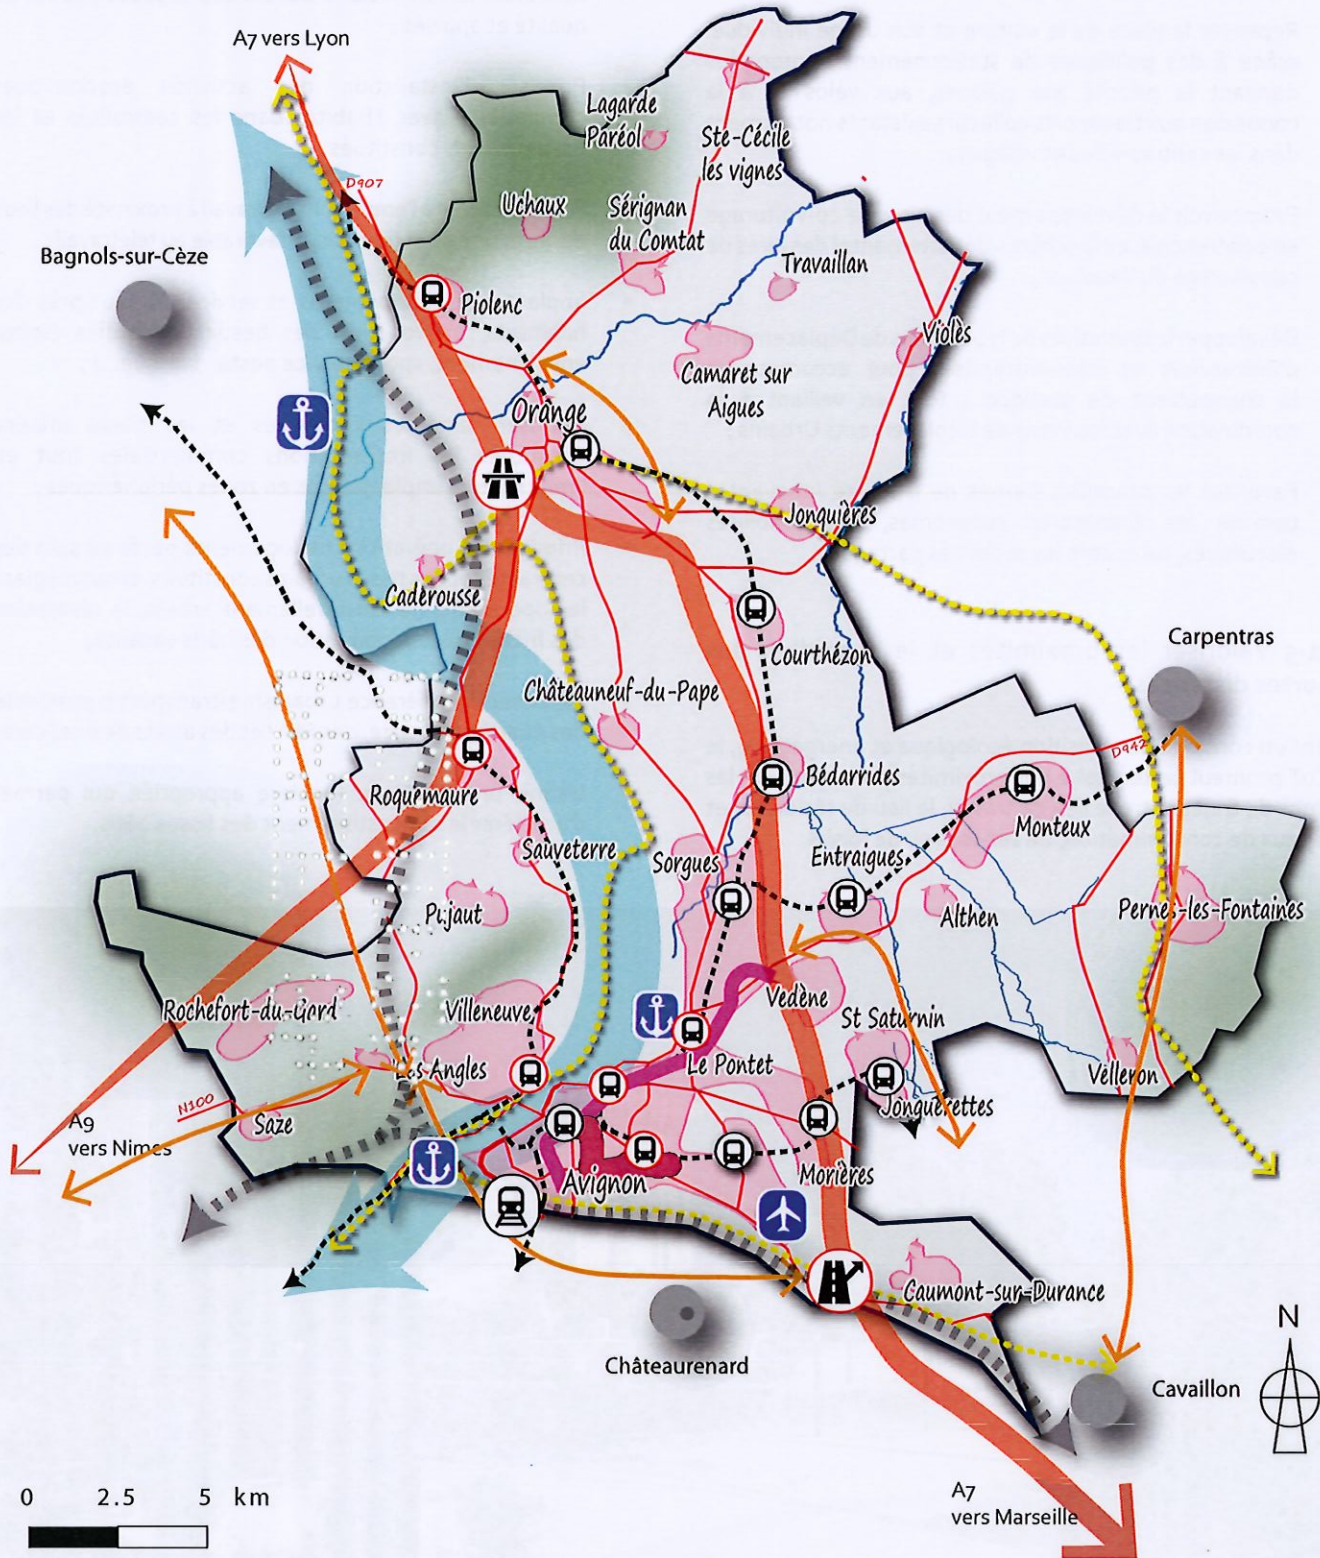 A7 vers Lyon
D907
Lagarde
Paréol
Ste-Cécile
les vignes
Uchaux
Sérignan
du Comtat
Travaillan
Bagnols-sur-Cèze
Piolenc
Violès
Camaret sur
Aigues
Orange
Jonquières
Caderousse
Courthézon
Carpentras
Châteauneuf-du-Pape
D942
Bédarrides
Roquemaure
Monteux
Sauveterre
Sorgues
Entraigues
Pujaut
Althen
Pernes-les-Fontaines
Rochefort-du-Gard
Villeneuve
Vedène
St Saturnin
Les Angles
Le Pontet
Velleron
N100
Jonquerettes
A9
vers Nimes
Saze
Avignon
Morières
Caumont-sur-Durance
Châteaurenard
N
Cavaillon
0 2.5 5 km
A7
vers Marseille